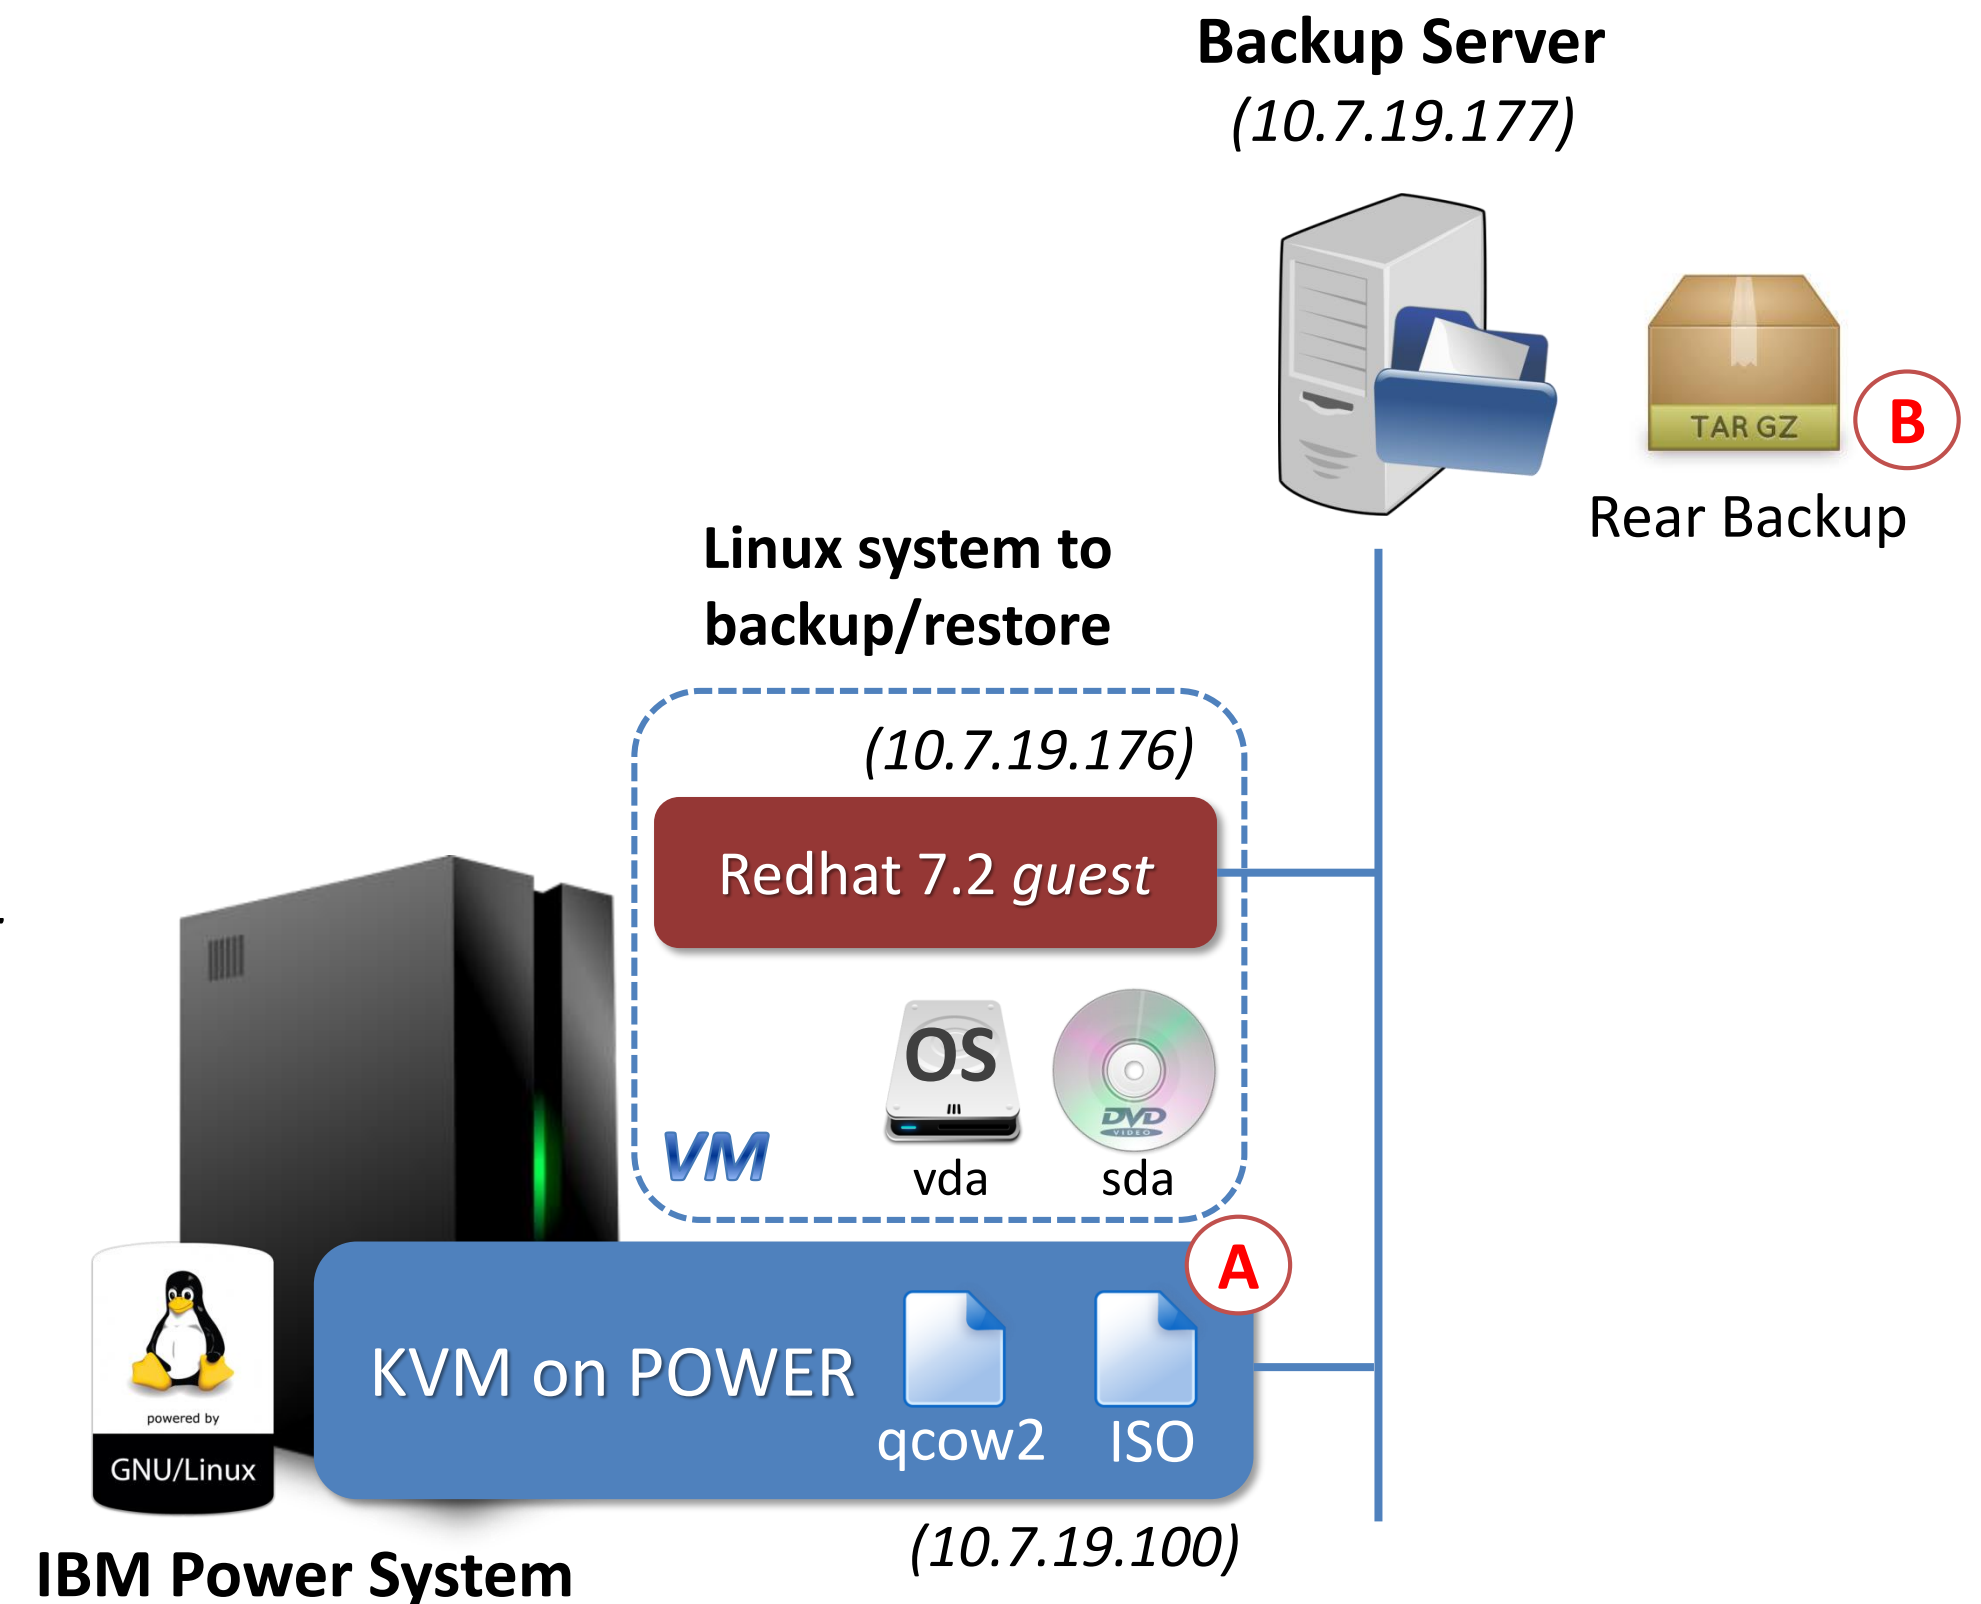 Backup Server
(10.7.19.177)
TAR GZ
B
Rear Backup
Linux system to
backup/restore
(10.7.19.176)
Redhat 7.2 guest
OS
DVD
VIDEO
VM
vda
sda
A
KVM on POWER
qcow2
ISO
powered by
GNU/Linux
(10.7.19.100)
IBM Power System